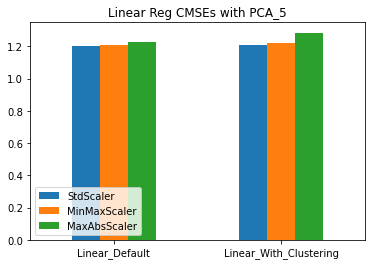 Linear Reg CMSEs with PCA_5
1.2
1.0
0.8
0.6
0.4
0.2
0.0
StdScaler
MinMaxScaler
MaxAbsScaler
Linear_Default Linear_With_Clustering